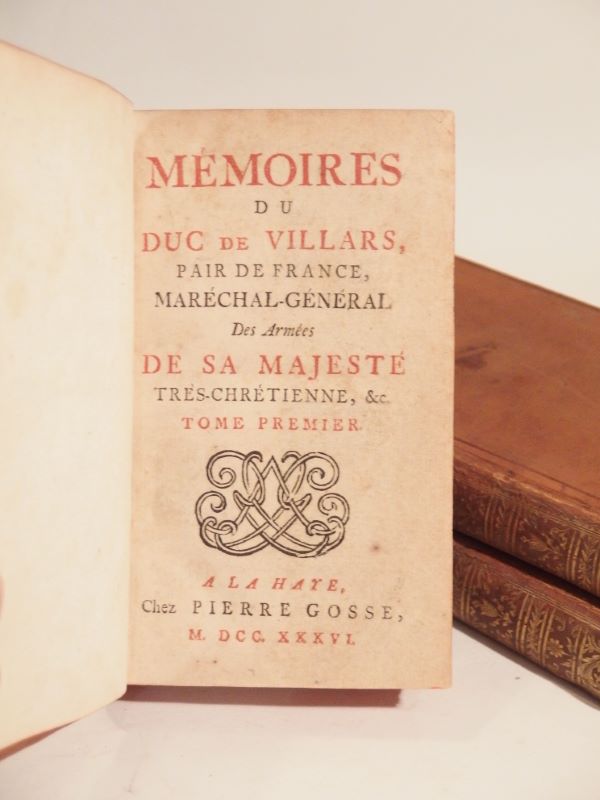 MÉMOIRES
DU
DUC DE VILLARS,
PAIR DE FRANCE,
MARÉCHAL-GÉNÉRAL
Des Armées
DE SA MAJESTÉ
TRÈS-CHRÉTIENNE, &c.
TOME PREMIER.
A LA HAYE,
Chez PIERRE GOSSE,
M. DCC. XXXVI.